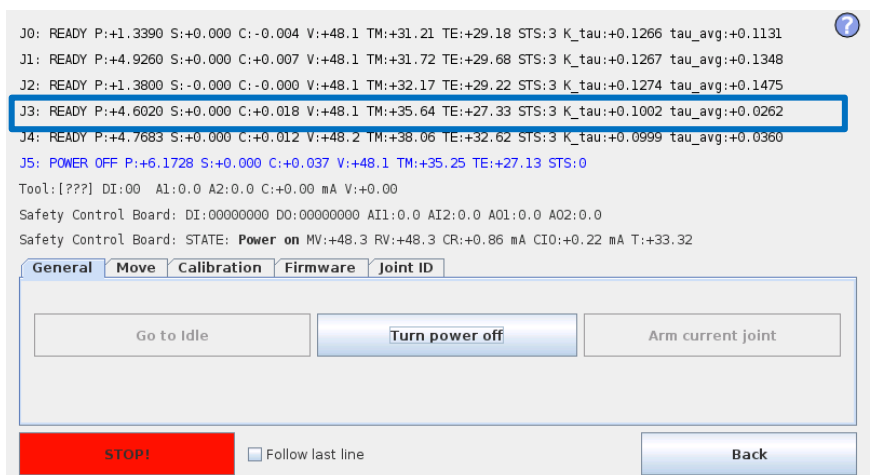 J0: READY P:+1.3390 S:+0.000 C:-0.004 V:+48.1 TM:+31.21 TE:+29.18 STS:3 K_tau:+0.1266 tau_avg:+0.1131
?
J1: READY P:+4.9260 S:+0.000 C:+0.007 V:+48.1 TM:+31.72 TE:+29.68 STS:3 K_tau:+0.1267 tau_avg:+0.1348
J2: READY P:+1.3800 S:-0.000 C:-0.000 V:+48.1 TM:+32.17 TE:+29.22 STS:3 K_tau:+0.1274 tau_avg:+0.1475
J3: READY P:+4.6020 S:+0.000 C:+0.018 V:+48.1 TM:+35.64 TE:+27.33 STS:3 K_tau:+0.1002 tau_avg:+0.0262
J4: READY P:+4.7683 S:+0.000 C:+0.012 V:+48.2 TM:+38.06 TE:+32.62 STS:3 K_tau:+0.0999 tau_avg:+0.0360
J5: POWER OFF P:+6.1728 S:+0.000 C:+0.037 V:+48.1 TM:+35.25 TE:+27.13 STS:0
Tool:[???] DI:00 A1:0.0 A2:0.0 C:+0.00 mA V:+0.00
Safety Control Board: DI:00000000 DO:00000000 AI1:0.0 AI2:0.0 AO1:0.0 AO2:0.0
Safety Control Board: STATE: Power on MV:+48.3 RV:+48.3 CR:+0.86 mA CIO:+0.22 mA T:+33.32
General Move Calibration Firmware Joint ID
Go to Idle Turn power off Arm current joint
STOP! Follow last line Back